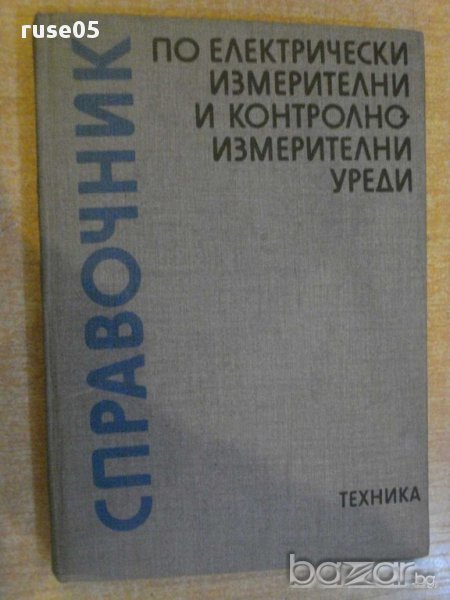 ruse05
СПРАВОЧНИК
ПО ЕЛЕКТРИЧЕСКИ
ИЗМЕРИТЕЛНИ
И КОНТРОЛНО-
ИЗМЕРИТЕЛНИ
УРЕДИ
ТЕХНИКА
bazar.bg